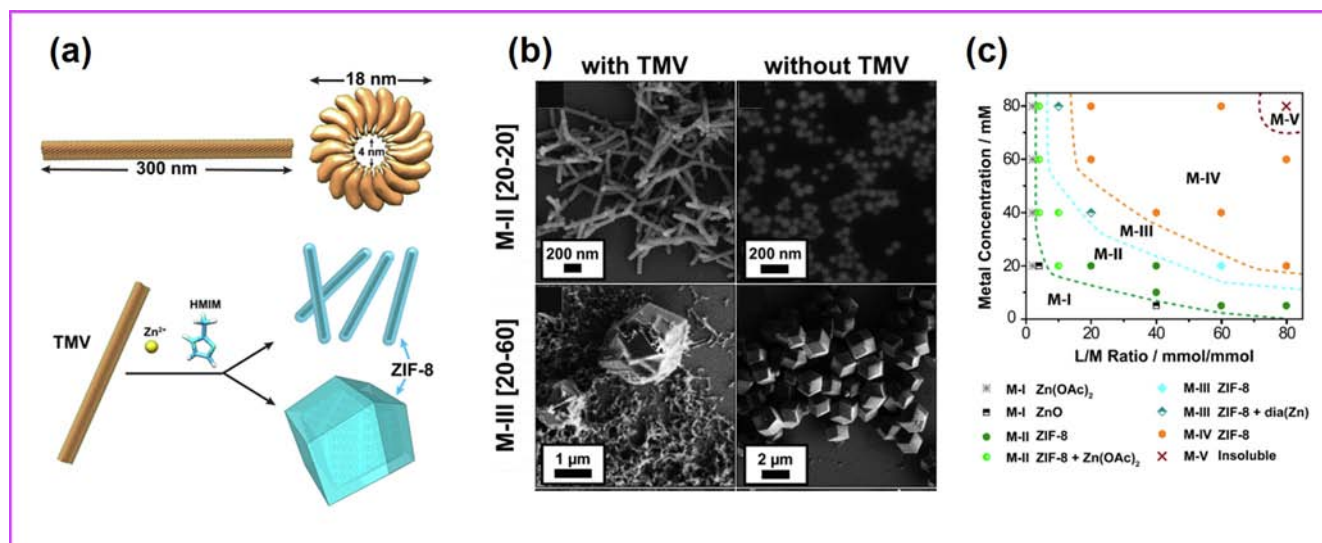 (a)
18 nm
4 nm
300 nm
TMV
Zn²⁺
HMIM
ZIF-8
(b)
with TMV
without TMV
M-II [20-20]
200 nm
200 nm
M-III [20-60]
1 µm
2 µm
(c)
Metal Concentration / mM
80
60
40
20
0
M-V
M-IV
M-III
M-II
M-I
0 20 40 60 80
L/M Ratio / mmol/mmol
M-I Zn(OAc)₂
M-I ZnO
M-II ZIF-8
M-II ZIF-8 + Zn(OAc)₂
M-III ZIF-8
M-III ZIF-8 + dia(Zn)
M-IV ZIF-8
M-V Insoluble